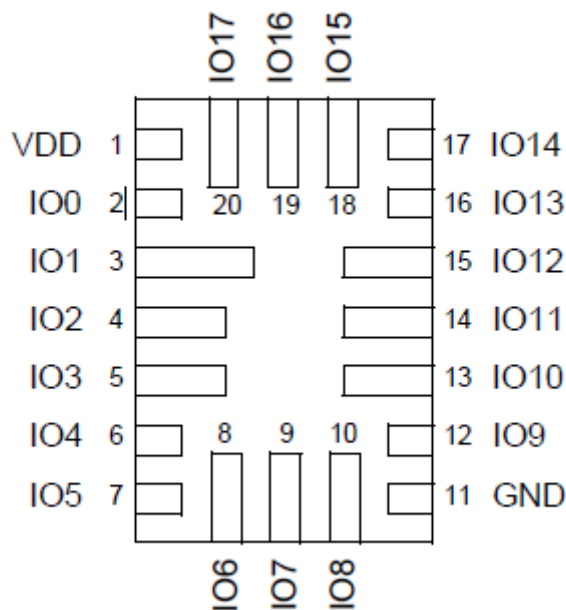 IO17 IO16 IO15
VDD 1 17 IO14
IO0 2 20 19 18 16 IO13
IO1 3 15 IO12
IO2 4 14 IO11
IO3 5 13 IO10
IO4 6 8 9 10 12 IO9
IO5 7 11 GND
IO6 IO7 IO8